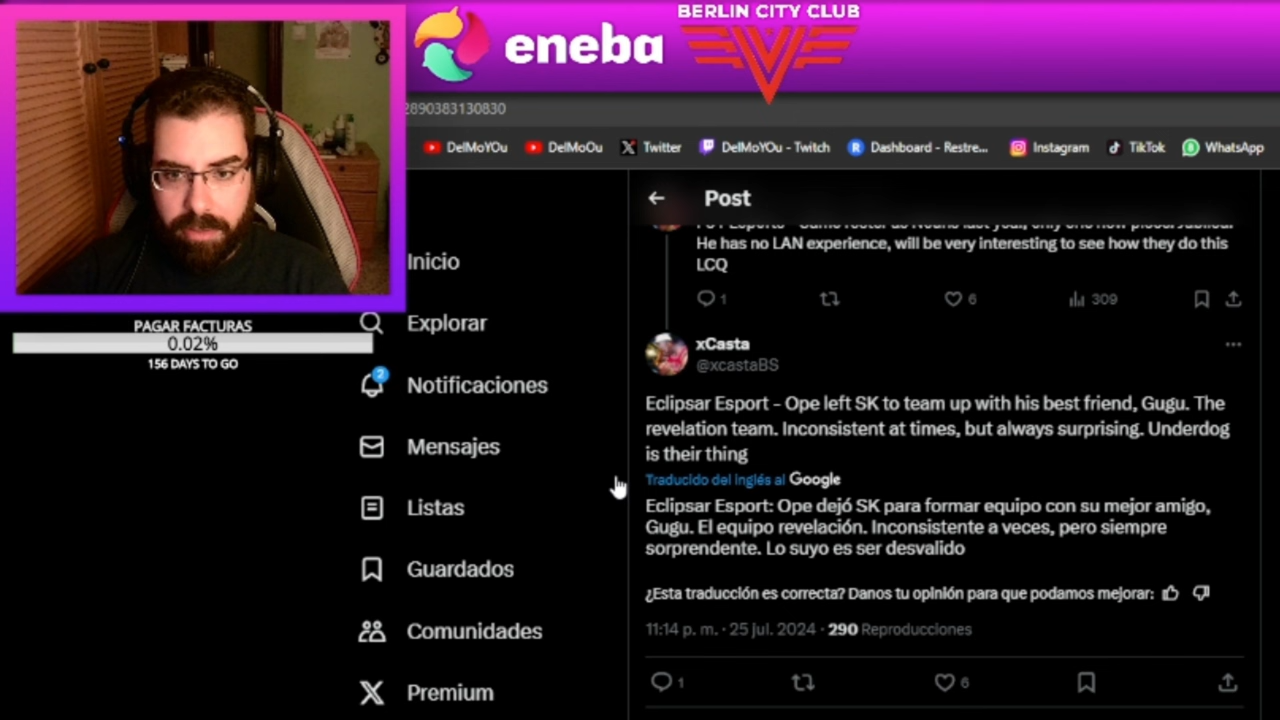 BERLIN CITY CLUB
eneba
2890383130830
DelMoYOu
DelMoOu
Twitter
DelMoYOu - Twitch
Dashboard - Restre...
Instagram
TikTok
WhatsApp
Post
He has no LAN experience, will be very interesting to see how they do this
LCQ
1
6
309
Inicio
Explorar
2
Notificaciones
Mensajes
Listas
Guardados
Comunidades
Premium
PAGAR FACTURAS
0.02%
156 DAYS TO GO
xCasta
@xcastaBS
Eclipsar Esport - Ope left SK to team up with his best friend, Gugu. The
revelation team. Inconsistent at times, but always surprising. Underdog
is their thing
Traducido del inglés al Google
Eclipsar Esport: Ope dejó SK para formar equipo con su mejor amigo,
Gugu. El equipo revelación. Inconsistente a veces, pero siempre
sorprendente. Lo suyo es ser desvalido
¿Esta traducción es correcta? Danos tu opinión para que podamos mejorar:
11:14 p. m. · 25 jul. 2024 · 290 Reproducciones
1
6